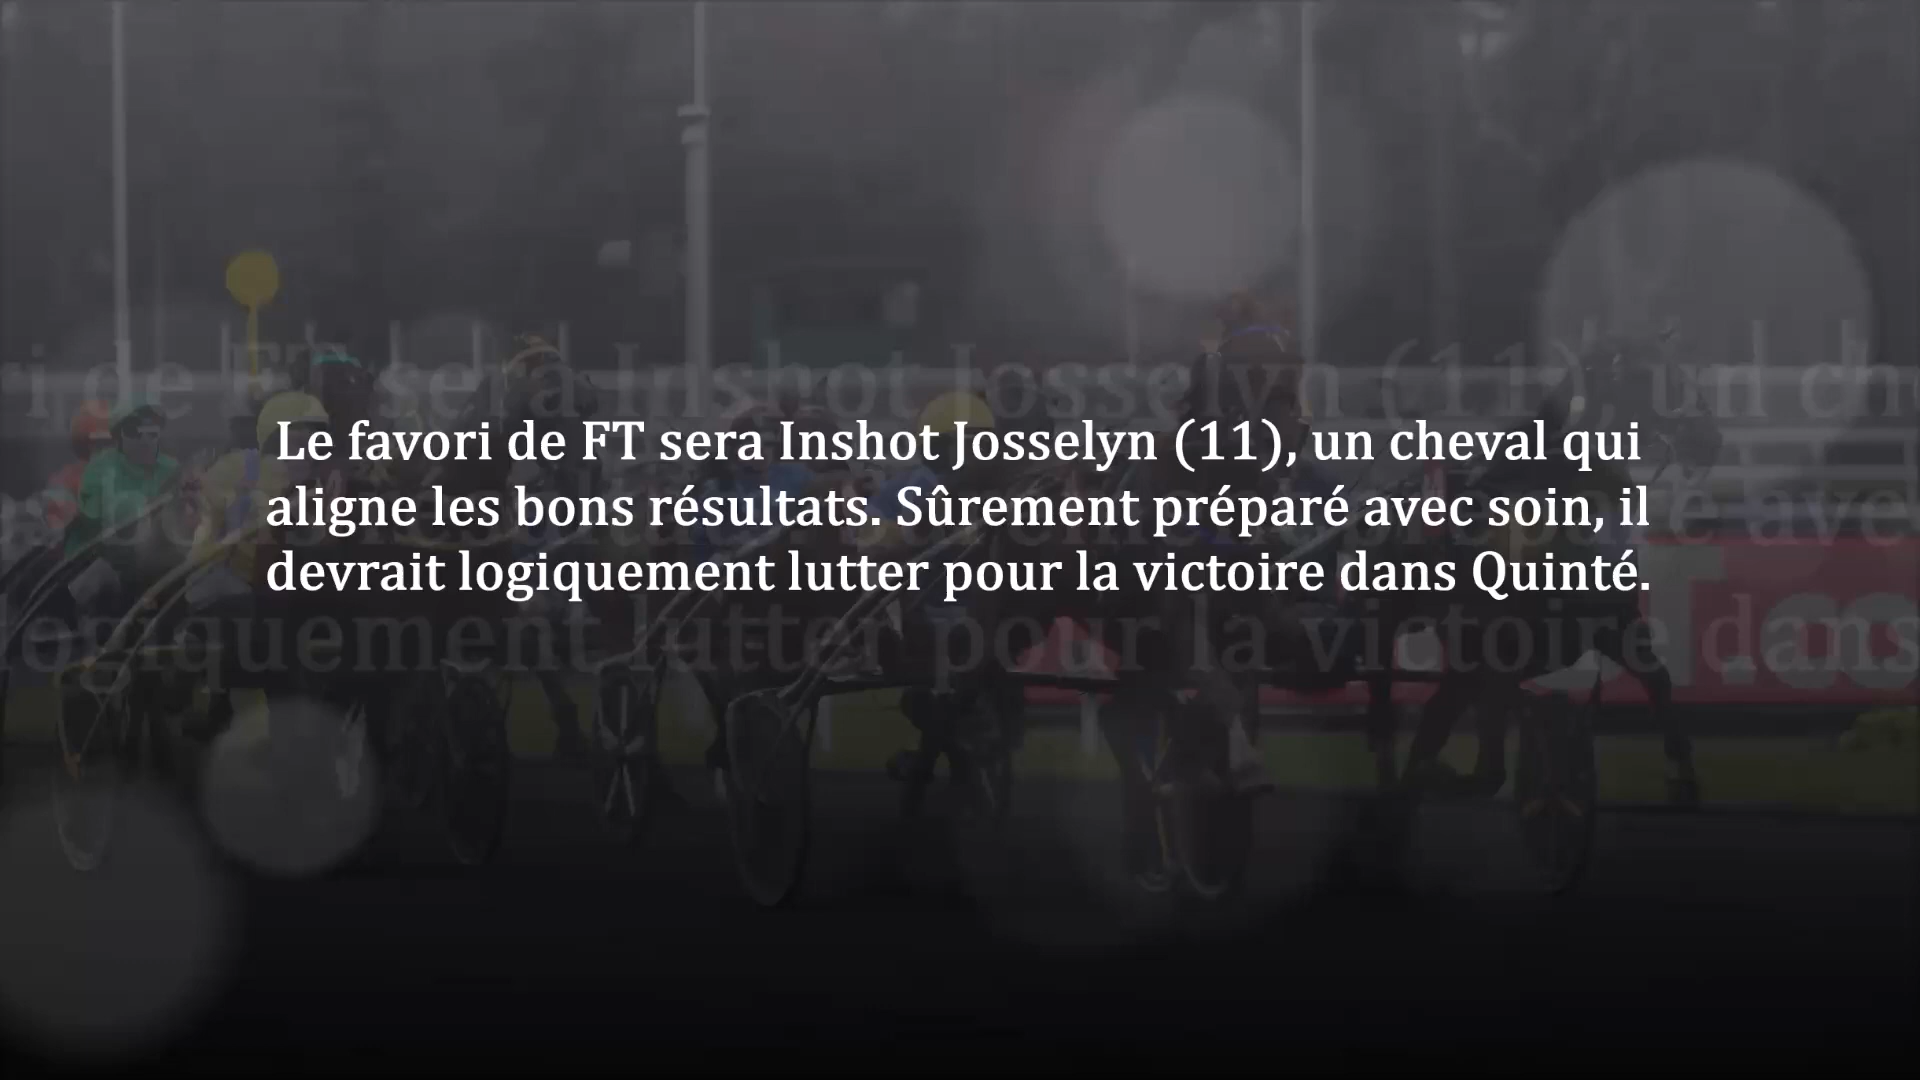 Le favori de FT sera Inshot Josselyn (11), un cheval qui
aligne les bons résultats. Sûrement préparé avec soin, il
devrait logiquement lutter pour la victoire dans Quinté.